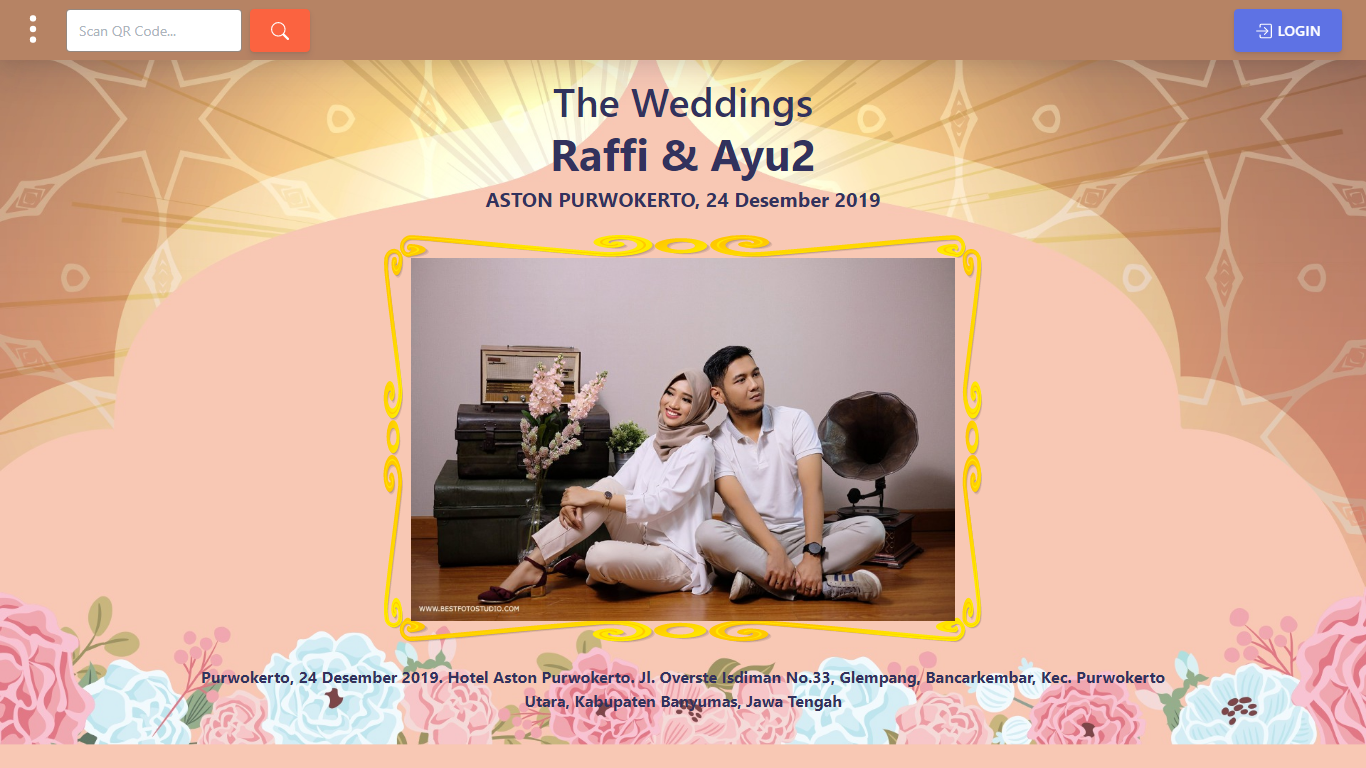 Scan QR Code...
LOGIN
The Weddings
Raffi & Ayu2
ASTON PURWOKERTO, 24 Desember 2019
WWW.BESTFOTOSTUDIO.COM
Purwokerto, 24 Desember 2019. Hotel Aston Purwokerto. Jl. Overste Isdiman No.33, Glempang, Bancarkembar, Kec. Purwokerto
Utara, Kabupaten Banyumas, Jawa Tengah